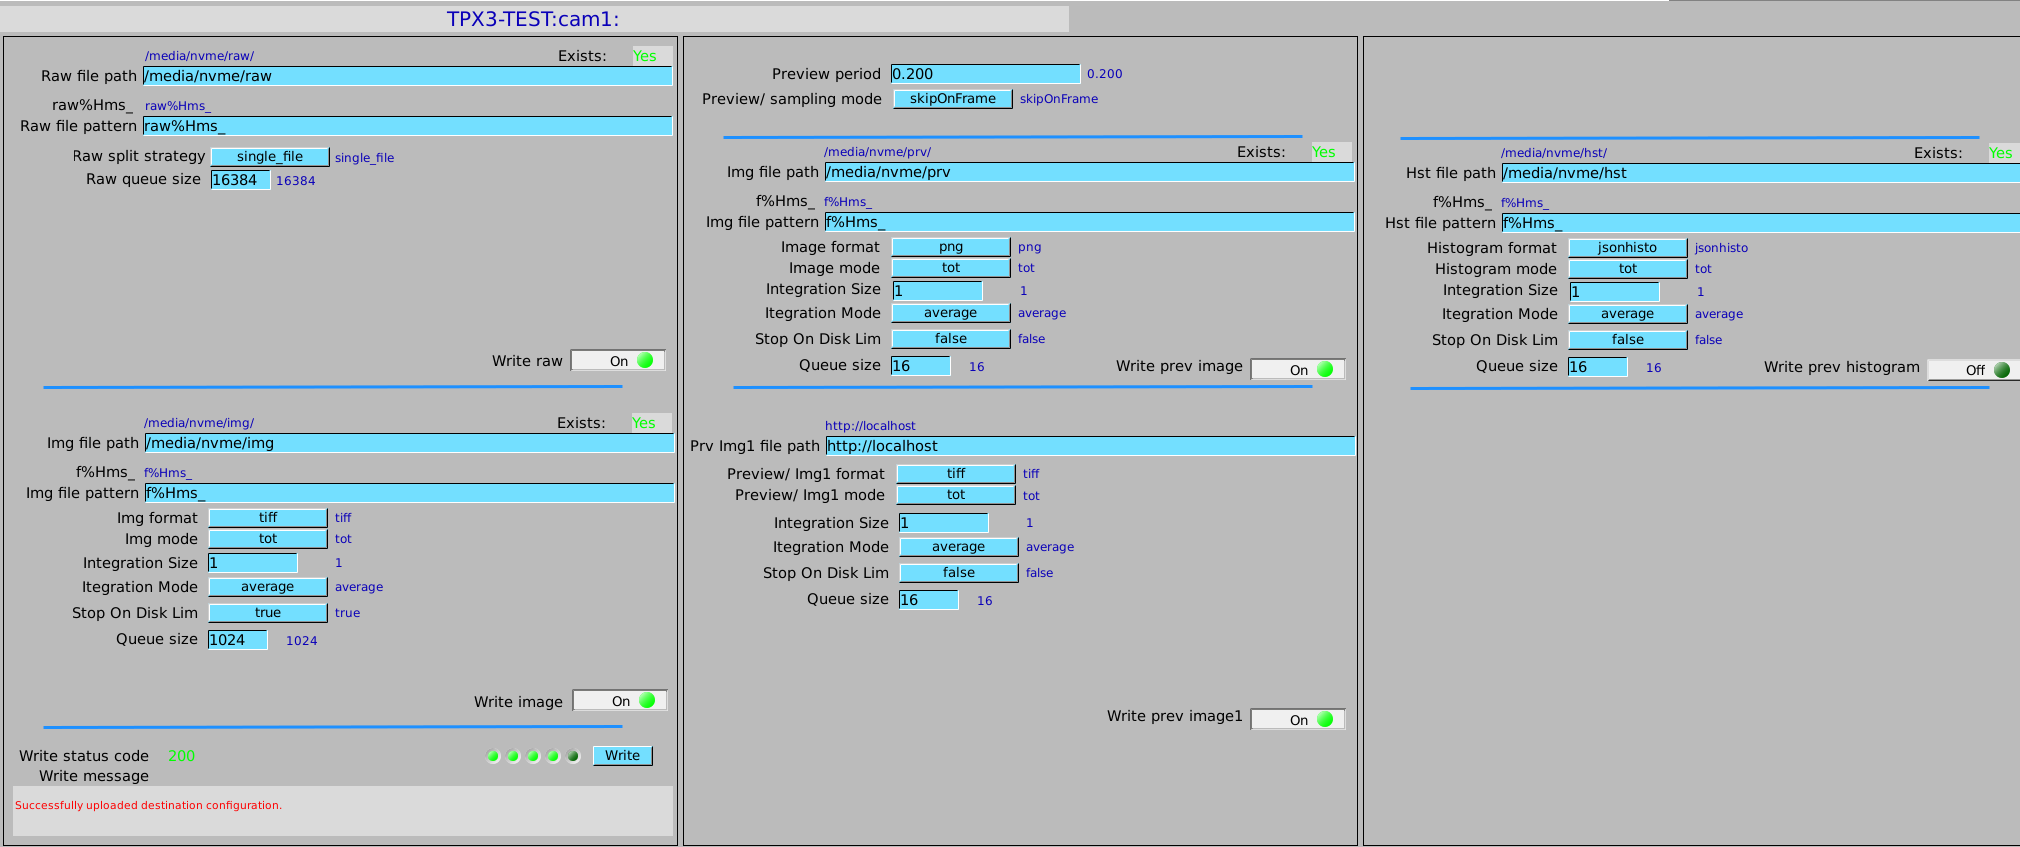 TPX3-TEST:cam1:
/media/nvme/raw/ Exists: Yes
Raw file path /media/nvme/raw
raw%Hms_ raw%Hms_
Raw file pattern raw%Hms_
Raw split strategy single_file single_file
Raw queue size 16384 16384
Write raw On
/media/nvme/img/ Exists: Yes
Img file path /media/nvme/img
f%Hms_ f%Hms_
Img file pattern f%Hms_
Img format tiff tiff
Img mode tot tot
Integration Size 1 1
Itegration Mode average average
Stop On Disk Lim true true
Queue size 1024 1024
Write image On
Write status code 200 Write
Write message
Successfully uploaded destination configuration.
Preview period 0.200 0.200
Preview/ sampling mode skipOnFrame skipOnFrame
/media/nvme/prv/ Exists: Yes
Img file path /media/nvme/prv
f%Hms_ f%Hms_
Img file pattern f%Hms_
Image format png png
Image mode tot tot
Integration Size 1 1
Itegration Mode average average
Stop On Disk Lim false false
Queue size 16 16 Write prev image On
http://localhost
Prv Img1 file path http://localhost
Preview/ Img1 format tiff tiff
Preview/ Img1 mode tot tot
Integration Size 1 1
Itegration Mode average average
Stop On Disk Lim false false
Queue size 16 16
Write prev image1 On
/media/nvme/hst/ Exists: Yes
Hst file path /media/nvme/hst
f%Hms_ f%Hms_
Hst file pattern f%Hms_
Histogram format jsonhisto jsonhisto
Histogram mode tot tot
Integration Size 1 1
Itegration Mode average average
Stop On Disk Lim false false
Queue size 16 16 Write prev histogram Off